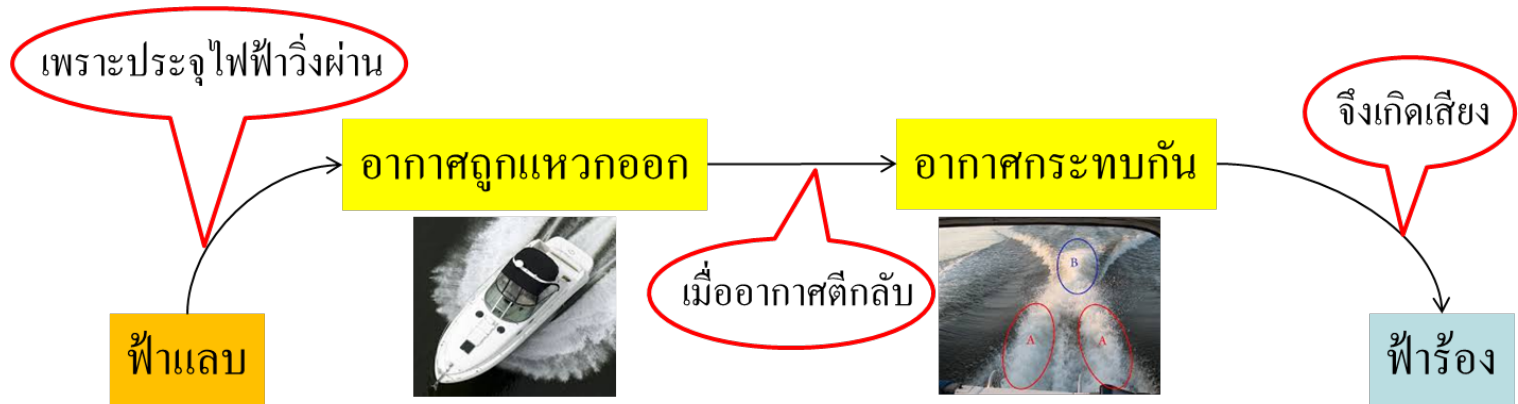 เพราะประจุไฟฟ้าวิ่งผ่าน
จึงเกิดเสียง
อากาศถูกแหวกออก
อากาศกระทบกัน
เมื่ออากาศตีกลับ
B
A
A
ฟ้าแลบ
ฟ้าร้อง